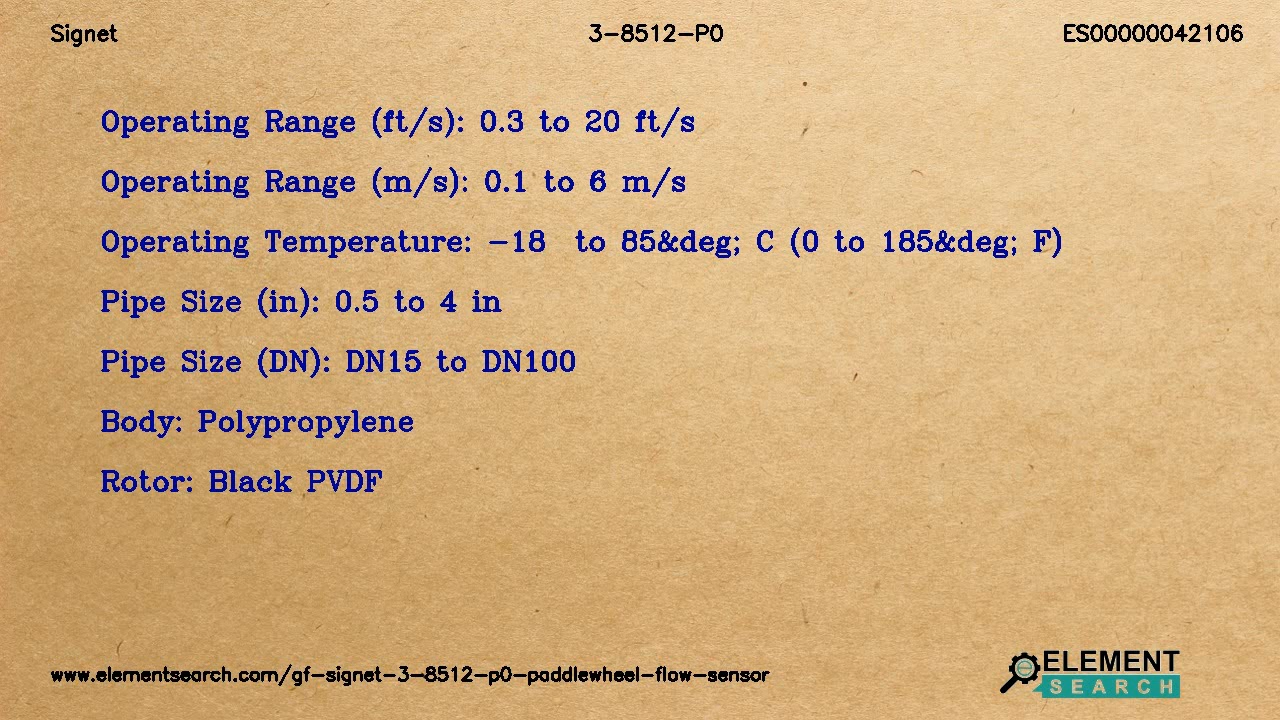 Signet 3-8512-P0 ES00000042106
Operating Range (ft/s): 0.3 to 20 ft/s
Operating Range (m/s): 0.1 to 6 m/s
Operating Temperature: -18  to 85&deg; C (0 to 185&deg; F)
Pipe Size (in): 0.5 to 4 in
Pipe Size (DN): DN15 to DN100
Body: Polypropylene
Rotor: Black PVDF
www.elementsearch.com/gf-signet-3-8512-p0-paddlewheel-flow-sensor
ELEMENT
SEARCH